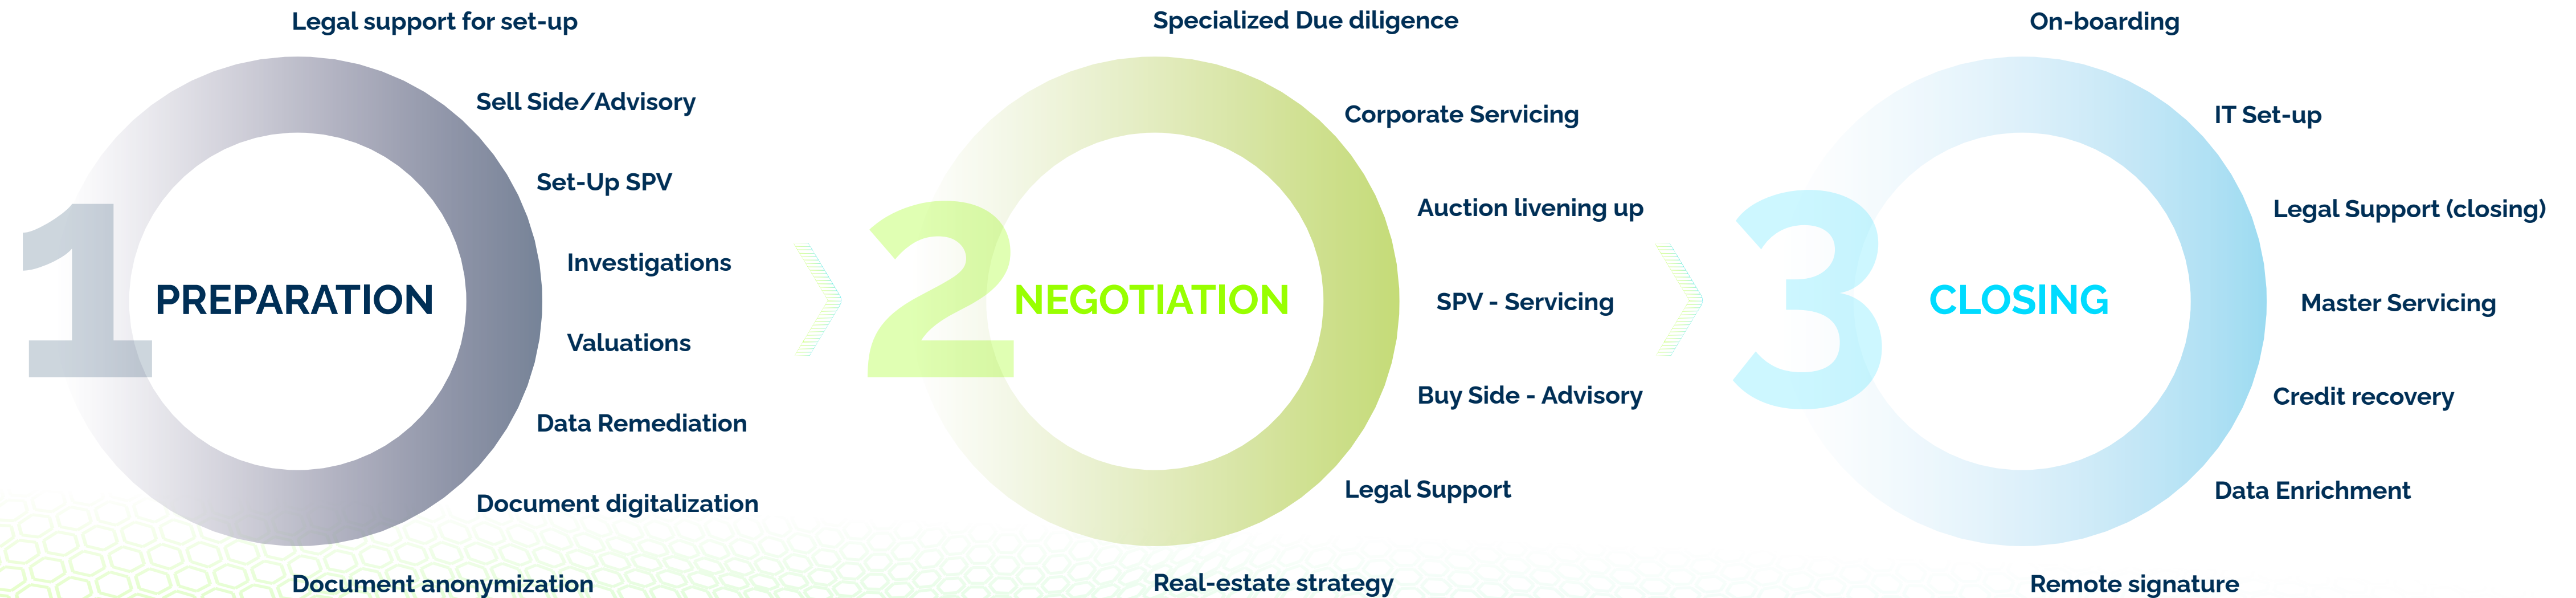 1
PREPARATION
Legal support for set-up
Sell Side/Advisory
Set-Up SPV
Investigations
Valuations
Data Remediation
Document digitalization
Document anonymization
2
NEGOTIATION
Specialized Due diligence
Corporate Servicing
Auction livening up
SPV - Servicing
Buy Side - Advisory
Legal Support
Real-estate strategy
3
CLOSING
On-boarding
IT Set-up
Legal Support (closing)
Master Servicing
Credit recovery
Data Enrichment
Remote signature